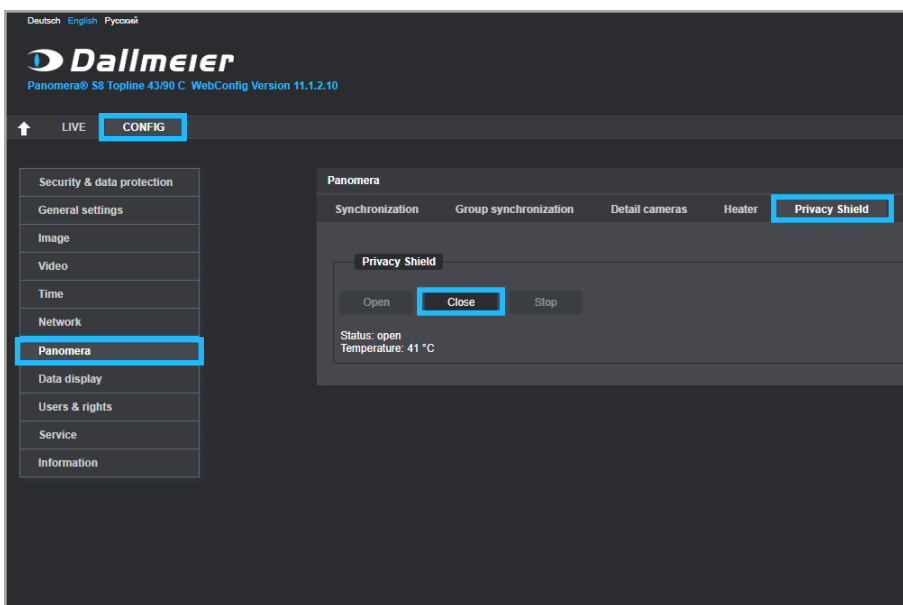 Deutsch English Русский
Dallmeier
Panomera® S8 Topline 43/90 C WebConfig Version 11.1.2.10
LIVE CONFIG
Security & data protection
General settings
Image
Video
Time
Network
Panomera
Data display
Users & rights
Service
Information
Panomera
Synchronization Group synchronization Detail cameras Heater Privacy Shield
Privacy Shield
Open Close Stop
Status: open
Temperature: 41 °C